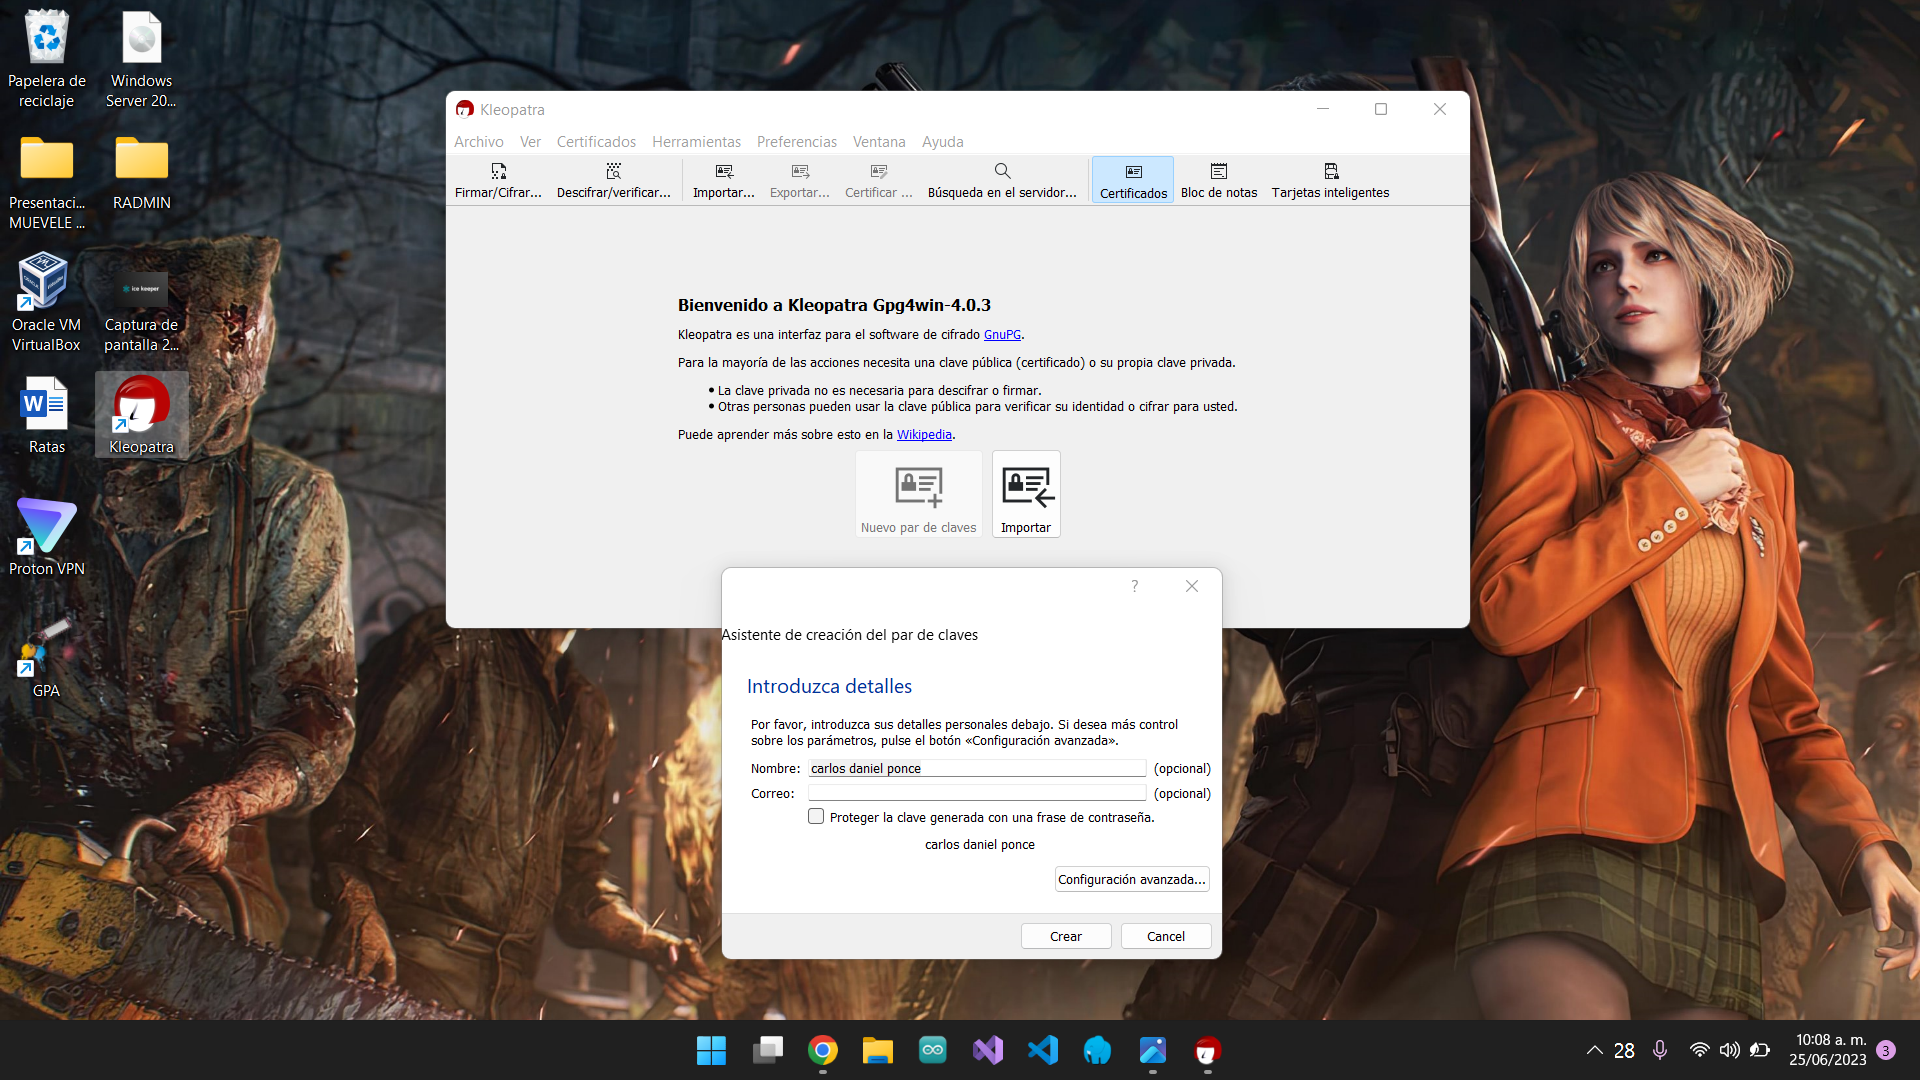 Papelera de
reciclaje
Windows
Server 20...
Presentaci...
MUEVELE ...
RADMIN
Oracle VM
VirtualBox
ice keeper
Captura de
pantalla 2...
Ratas
Kleopatra
Proton VPN
GPA
Kleopatra
Archivo Ver Certificados Herramientas Preferencias Ventana Ayuda
Firmar/Cifrar... Descifrar/verificar... Importar... Exportar... Certificar ... Búsqueda en el servidor... Certificados Bloc de notas Tarjetas inteligentes
Bienvenido a Kleopatra Gpg4win-4.0.3
Kleopatra es una interfaz para el software de cifrado GnuPG.
Para la mayoría de las acciones necesita una clave pública (certificado) o su propia clave privada.
• La clave privada no es necesaria para descifrar o firmar.
• Otras personas pueden usar la clave pública para verificar su identidad o cifrar para usted.
Puede aprender más sobre esto en la Wikipedia.
Nuevo par de claves Importar
?
Asistente de creación del par de claves
Introduzca detalles
Por favor, introduzca sus detalles personales debajo. Si desea más control
sobre los parámetros, pulse el botón «Configuración avanzada».
Nombre: carlos daniel ponce (opcional)
Correo: (opcional)
Proteger la clave generada con una frase de contraseña.
carlos daniel ponce
Configuración avanzada...
Crear Cancel
28
10:08 a. m.
25/06/2023
3